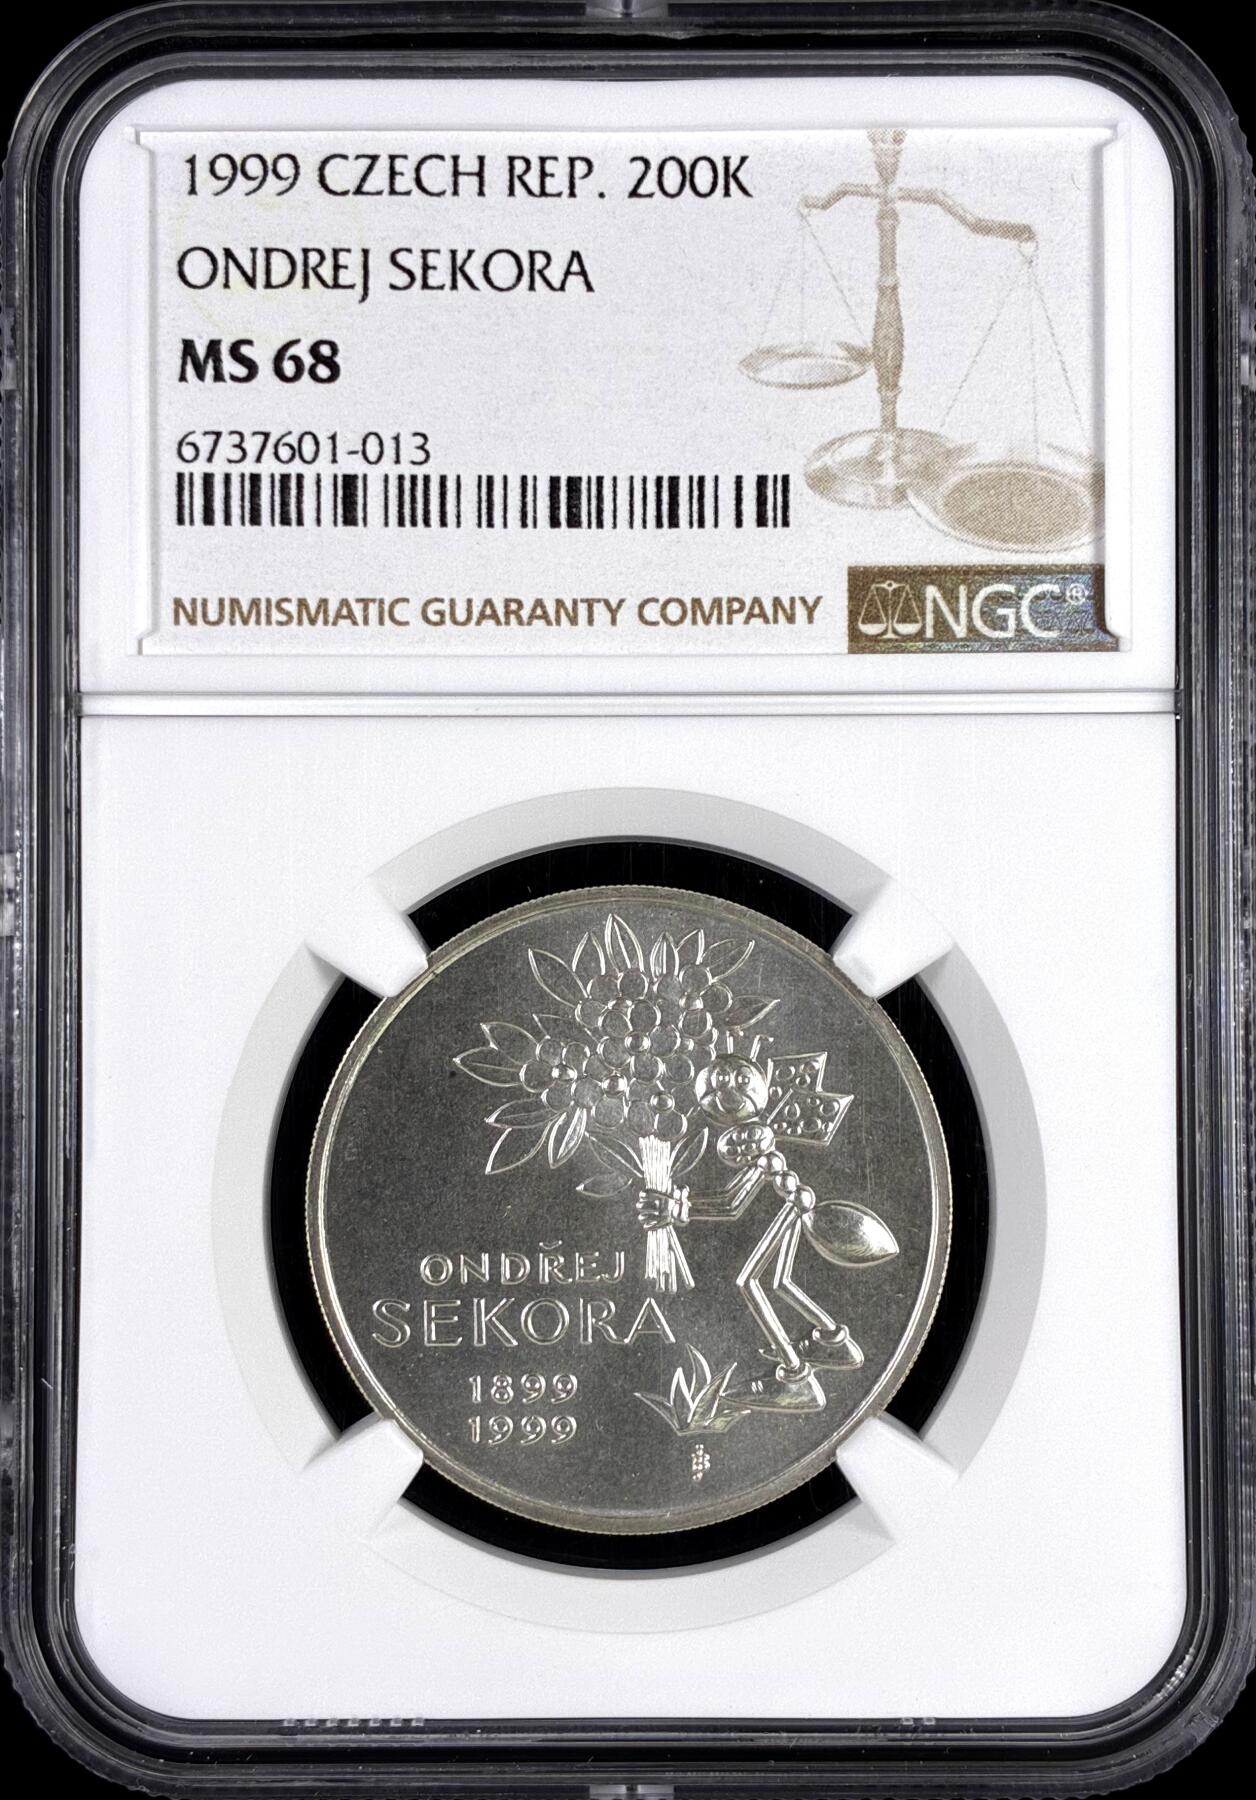 1999 CZECH REP. 200K
ONDREJ SEKORA
MS 68
6737601-013
NUMISMATIC GUARANTY COMPANY
NGC®
ONDŘEJ
SEKORA
1899
1999